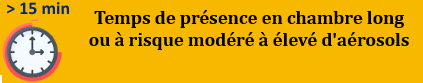 > 15 min
Temps de présence en chambre long
ou à risque modéré à élevé d'aérosols